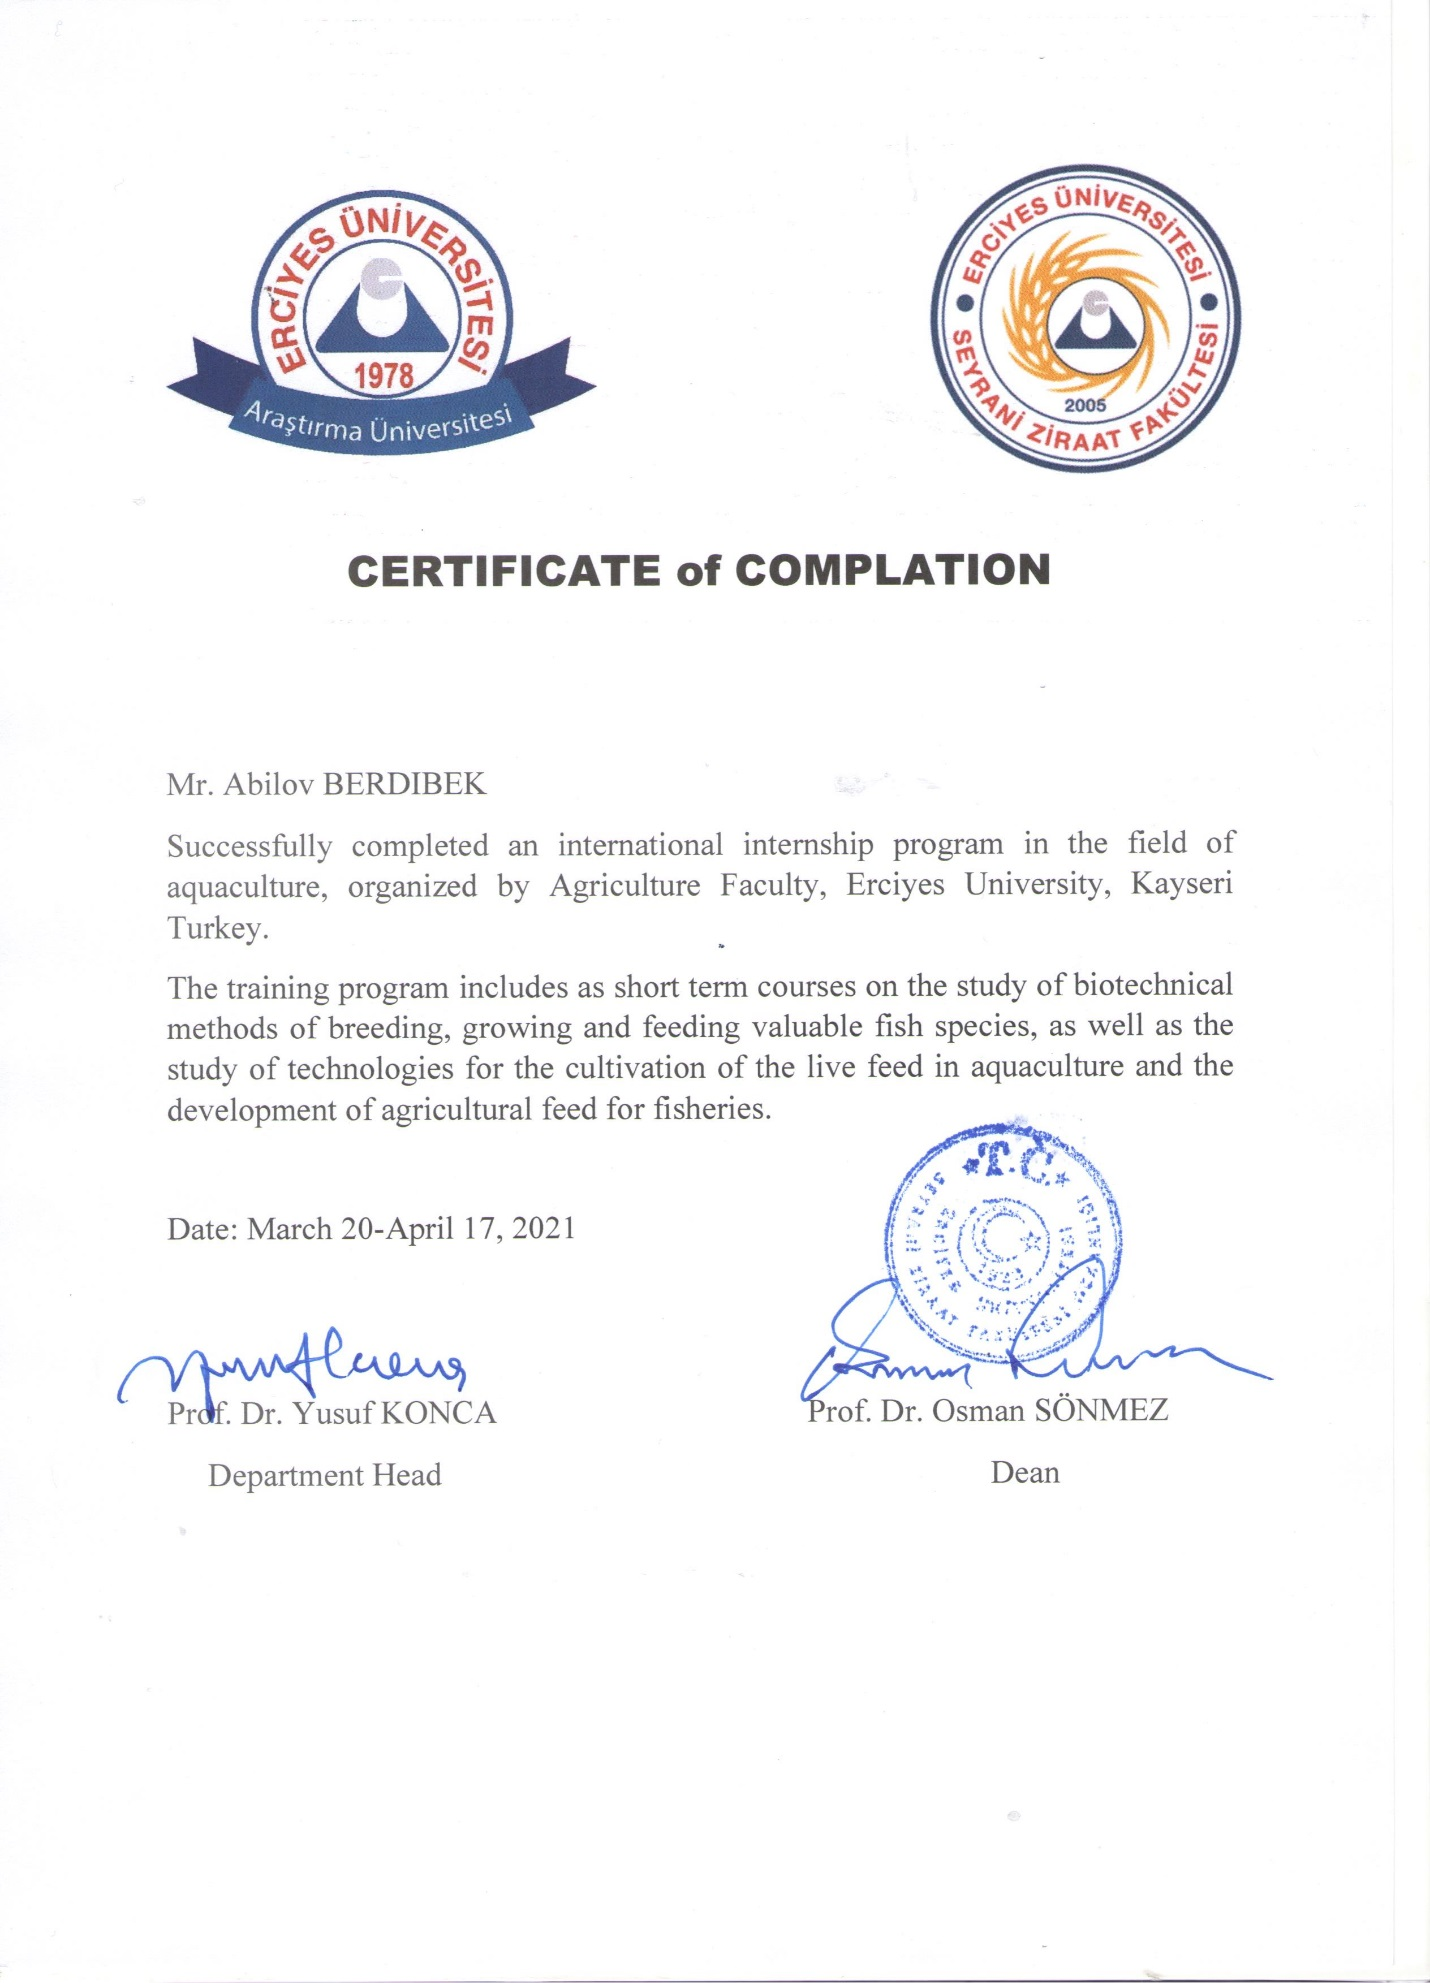 ERCİYES ÜNİVERSİTESİ
1978
Araştırma Üniversitesi
ERCİYES ÜNİVERSİTESİ
2005
SEYRANİ ZİRAAT FAKÜLTESİ
CERTIFICATE of COMPLATION
Mr. Abilov BERDIBEK
Successfully completed an international internship program in the field of
aquaculture, organized by Agriculture Faculty, Erciyes University, Kayseri
Turkey.
The training program includes as short term courses on the study of biotechnical
methods of breeding, growing and feeding valuable fish species, as well as the
study of technologies for the cultivation of the live feed in aquaculture and the
development of agricultural feed for fisheries.
T.C.
Date: March 20-April 17, 2021
Prof. Dr. Yusuf KONCA
Prof. Dr. Osman SÖNMEZ
Department Head
Dean